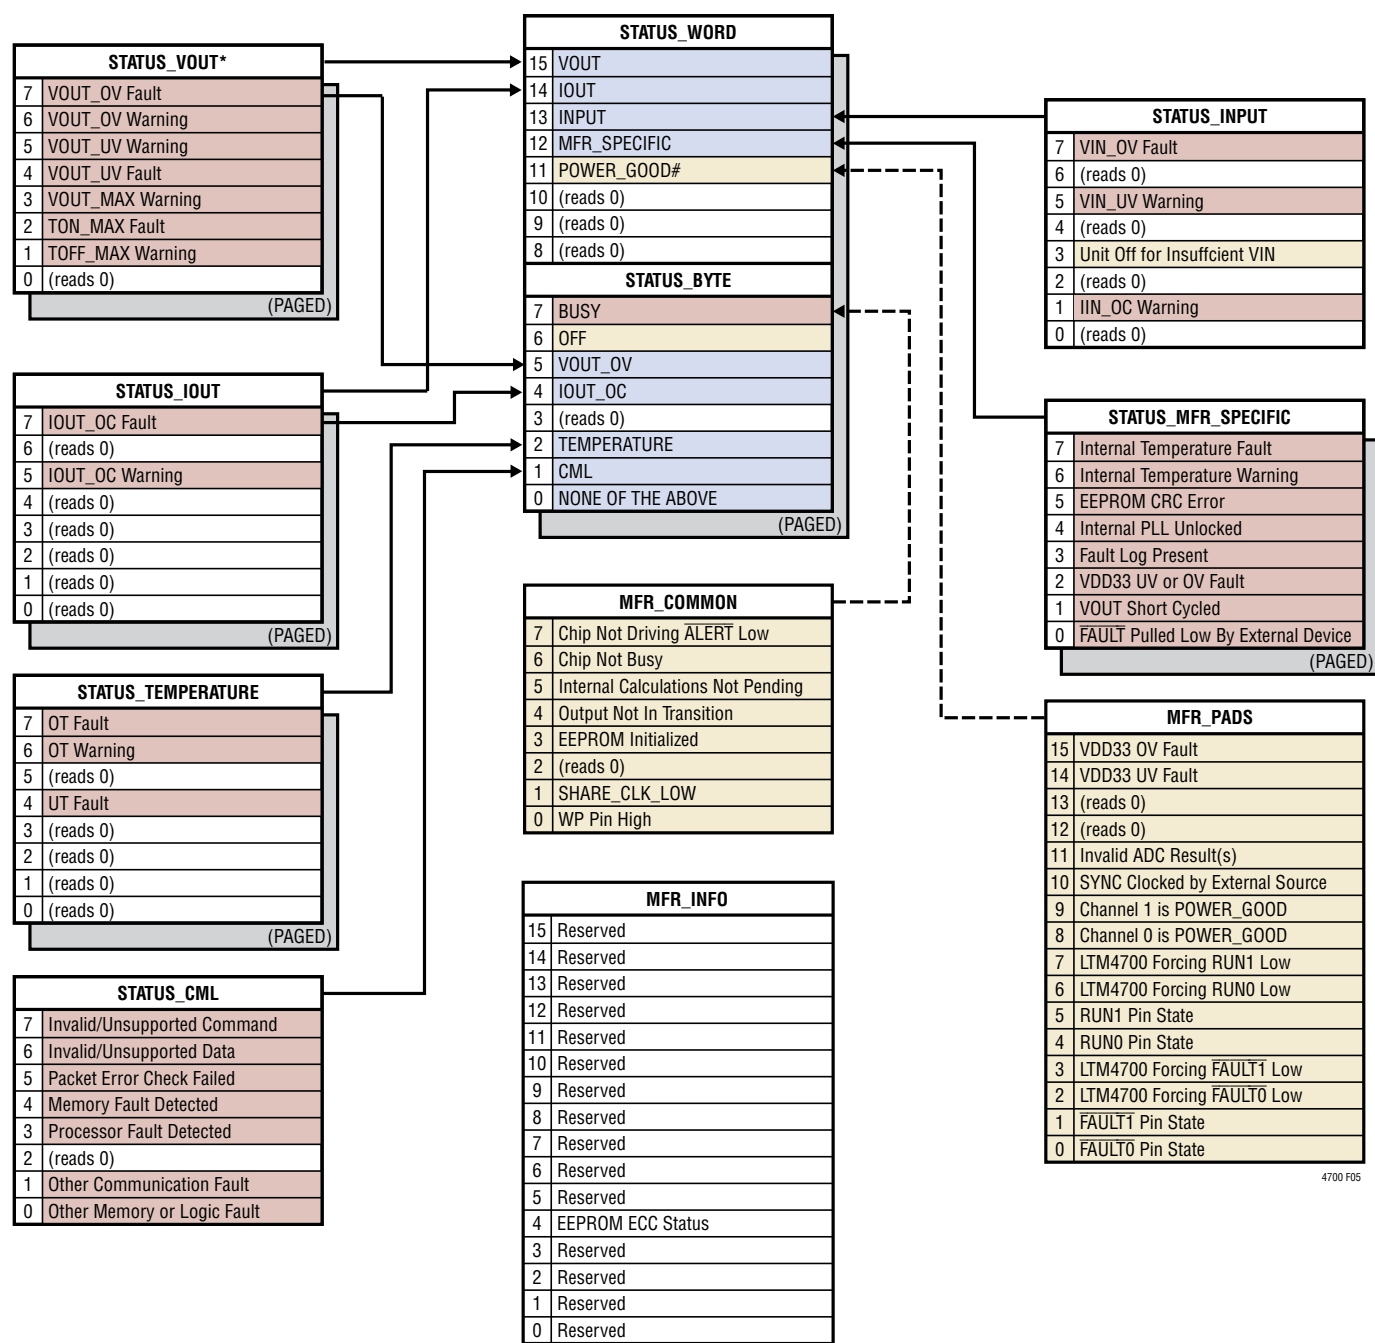 STATUS_VOUT*
7 VOUT_OV Fault
6 VOUT_OV Warning
5 VOUT_UV Warning
4 VOUT_UV Fault
3 VOUT_MAX Warning
2 TON_MAX Fault
1 TOFF_MAX Warning
0 (reads 0)
(PAGED)
STATUS_IOUT
7 IOUT_OC Fault
6 (reads 0)
5 IOUT_OC Warning
4 (reads 0)
3 (reads 0)
2 (reads 0)
1 (reads 0)
0 (reads 0)
(PAGED)
STATUS_TEMPERATURE
7 OT Fault
6 OT Warning
5 (reads 0)
4 UT Fault
3 (reads 0)
2 (reads 0)
1 (reads 0)
0 (reads 0)
(PAGED)
STATUS_CML
7 Invalid/Unsupported Command
6 Invalid/Unsupported Data
5 Packet Error Check Failed
4 Memory Fault Detected
3 Processor Fault Detected
2 (reads 0)
1 Other Communication Fault
0 Other Memory or Logic Fault
STATUS_WORD
15 VOUT
14 IOUT
13 INPUT
12 MFR_SPECIFIC
11 POWER_GOOD#
10 (reads 0)
9 (reads 0)
8 (reads 0)
STATUS_BYTE
7 BUSY
6 OFF
5 VOUT_OV
4 IOUT_OC
3 (reads 0)
2 TEMPERATURE
1 CML
0 NONE OF THE ABOVE
(PAGED)
MFR_COMMON
7 Chip Not Driving ALERT Low
6 Chip Not Busy
5 Internal Calculations Not Pending
4 Output Not In Transition
3 EEPROM Initialized
2 (reads 0)
1 SHARE_CLK_LOW
0 WP Pin High
MFR_INFO
15 Reserved
14 Reserved
13 Reserved
12 Reserved
11 Reserved
10 Reserved
9 Reserved
8 Reserved
7 Reserved
6 Reserved
5 Reserved
4 EEPROM ECC Status
3 Reserved
2 Reserved
1 Reserved
0 Reserved
STATUS_INPUT
7 VIN_OV Fault
6 (reads 0)
5 VIN_UV Warning
4 (reads 0)
3 Unit Off for Insuffcient VIN
2 (reads 0)
1 IIN_OC Warning
0 (reads 0)
STATUS_MFR_SPECIFIC
7 Internal Temperature Fault
6 Internal Temperature Warning
5 EEPROM CRC Error
4 Internal PLL Unlocked
3 Fault Log Present
2 VDD33 UV or OV Fault
1 VOUT Short Cycled
0 FAULT Pulled Low By External Device
(PAGED)
MFR_PADS
15 VDD33 OV Fault
14 VDD33 UV Fault
13 (reads 0)
12 (reads 0)
11 Invalid ADC Result(s)
10 SYNC Clocked by External Source
9 Channel 1 is POWER_GOOD
8 Channel 0 is POWER_GOOD
7 LTM4700 Forcing RUN1 Low
6 LTM4700 Forcing RUN0 Low
5 RUN1 Pin State
4 RUN0 Pin State
3 LTM4700 Forcing FAULT1 Low
2 LTM4700 Forcing FAULT0 Low
1 FAULT1 Pin State
0 FAULT0 Pin State
4700 F05